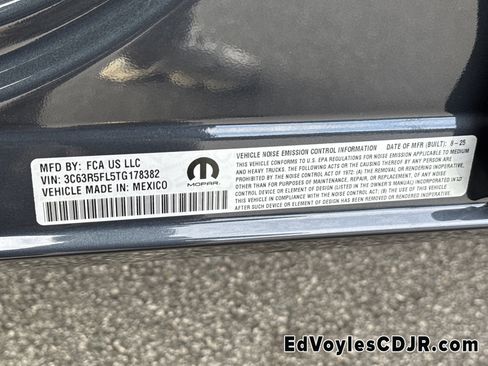 MFD BY: FCA US LLC
VIN: 3C63R5FL5TG178382
VEHICLE MADE IN: MEXICO
MOPAR
VEHICLE NOISE EMISSION CONTROL INFORMATION DATE OF MFR (BUILT): 8-25
THIS VEHICLE CONFORMS TO U.S. EPA REGULATIONS FOR NOISE EMISSION APPLICABLE TO MEDIUM
AND HEAVY TRUCKS. THE FOLLOWING ACTS OR THE CAUSING THEREOF BY ANY PERSON ARE
PROHIBITED BY THE NOISE CONTROL ACT OF 1972: (A) THE REMOVAL OR RENDERING INOPERATIVE,
OTHER THAN FOR PURPOSES OF MAINTENANCE, REPAIR, OR REPLACEMENT, OF ANY NOISE
CONTROL DEVICE OR ELEMENT OF DESIGN (LISTED IN THE OWNER'S MANUAL) INCORPORATED INTO
THIS VEHICLE IN COMPLIANCE WITH THE NOISE CONTROL ACT; (B) THE USE OF THIS VEHICLE
AFTER SUCH DEVICE OR ELEMENT OF DESIGN HAS BEEN REMOVED OR RENDERED INOPERATIVE.
EdVoylesCDJR.com